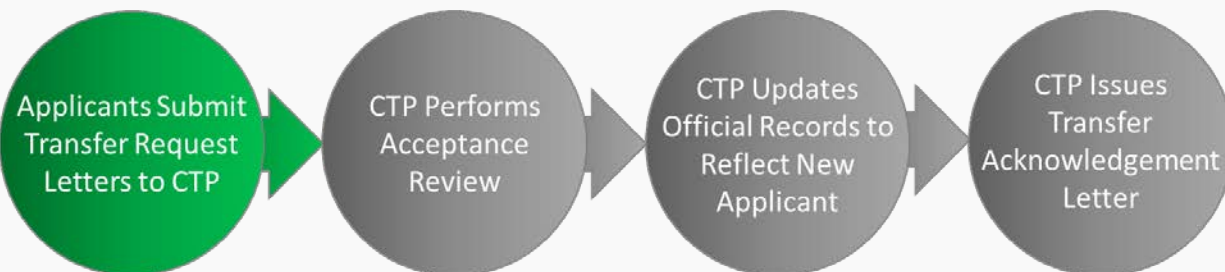 Applicants Submit
Transfer Request
Letters to CTP
CTP Performs
Acceptance
Review
CTP Updates
Official Records to
Reflect New
Applicant
CTP Issues
Transfer
Acknowledgement
Letter